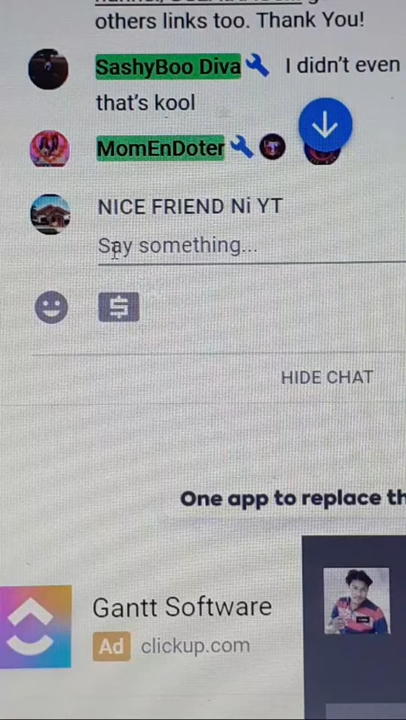 others links too. Thank You!
SashyBoo Diva I didn't even
that's kool
MomEnDoter
NICE FRIEND Ni YT
Say something...
HIDE CHAT
One app to replace th
Gantt Software
Ad clickup.com